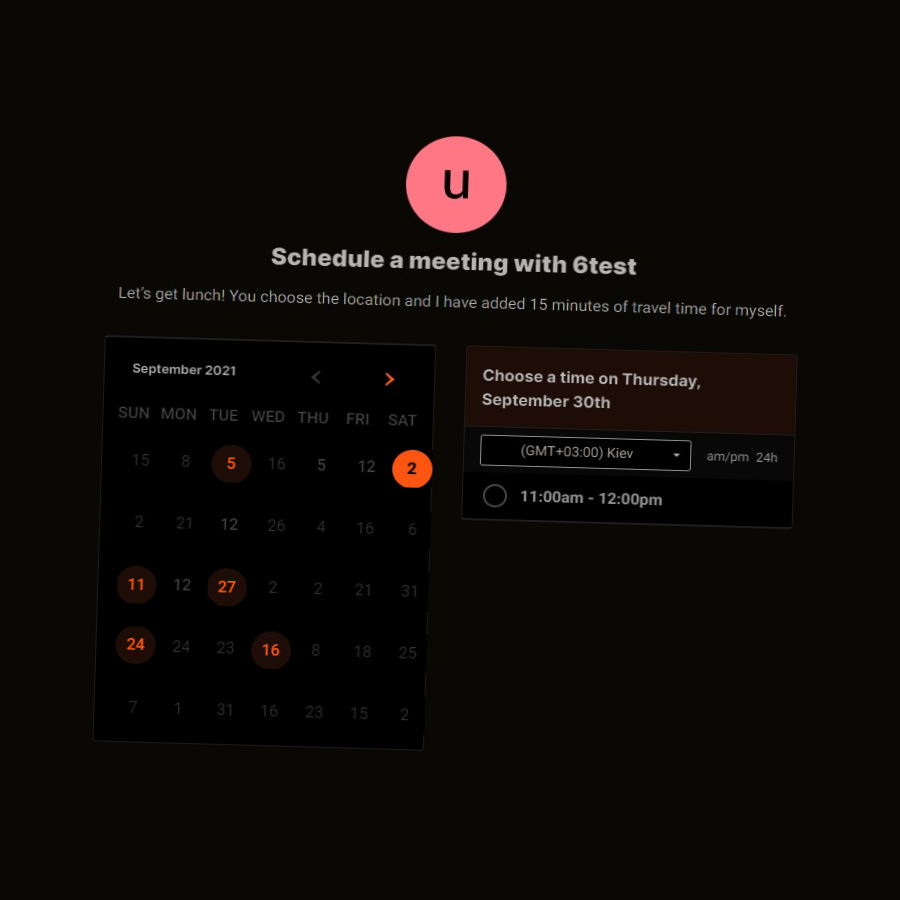 u
Schedule a meeting with 6test
Let's get lunch! You choose the location and I have added 15 minutes of travel time for myself.
September 2021
SUN MON TUE WED THU FRI SAT
15 8 5 16 5 12 2
2 21 12 26 4 16 6
11 12 27 2 2 21 31
24 24 23 16 8 18 25
7 1 31 16 23 15 2
Choose a time on Thursday,
September 30th
(GMT+03:00) Kiev
am/pm 24h
11:00am - 12:00pm